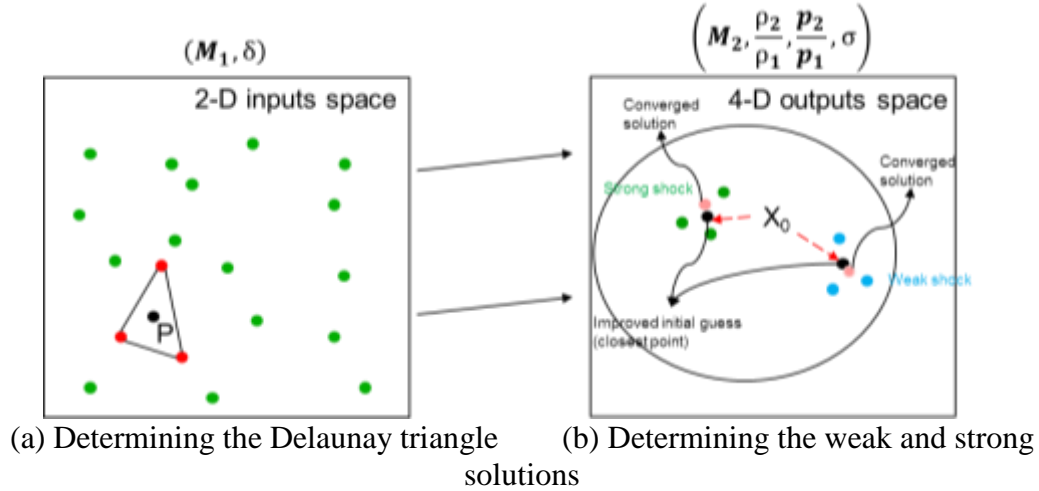 (M₁, δ)
(M₂, ρ₂/ρ₁, p₂/p₁, σ)
2-D inputs space
P
4-D outputs space
Converged
solution
Converged
solution
Strong shock
X₀
Weak shock
Improved initial guess
(closest point)
(a) Determining the Delaunay triangle
(b) Determining the weak and strong
solutions